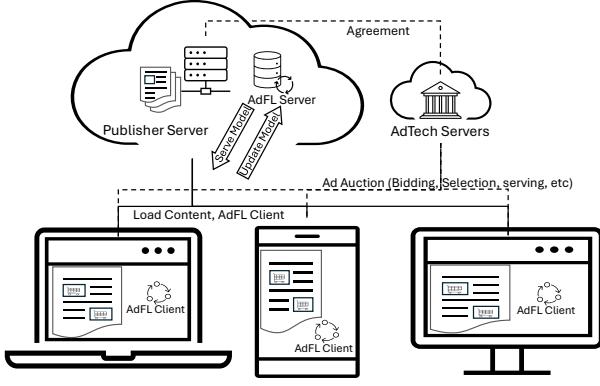 Agreement
AdFL Server
Publisher Server
AdTech Servers
Serve Model
Update Model
Ad Auction (Bidding, Selection, serving, etc)
Load Content, AdFL Client
AdFL Client
AdFL Client
AdFL Client